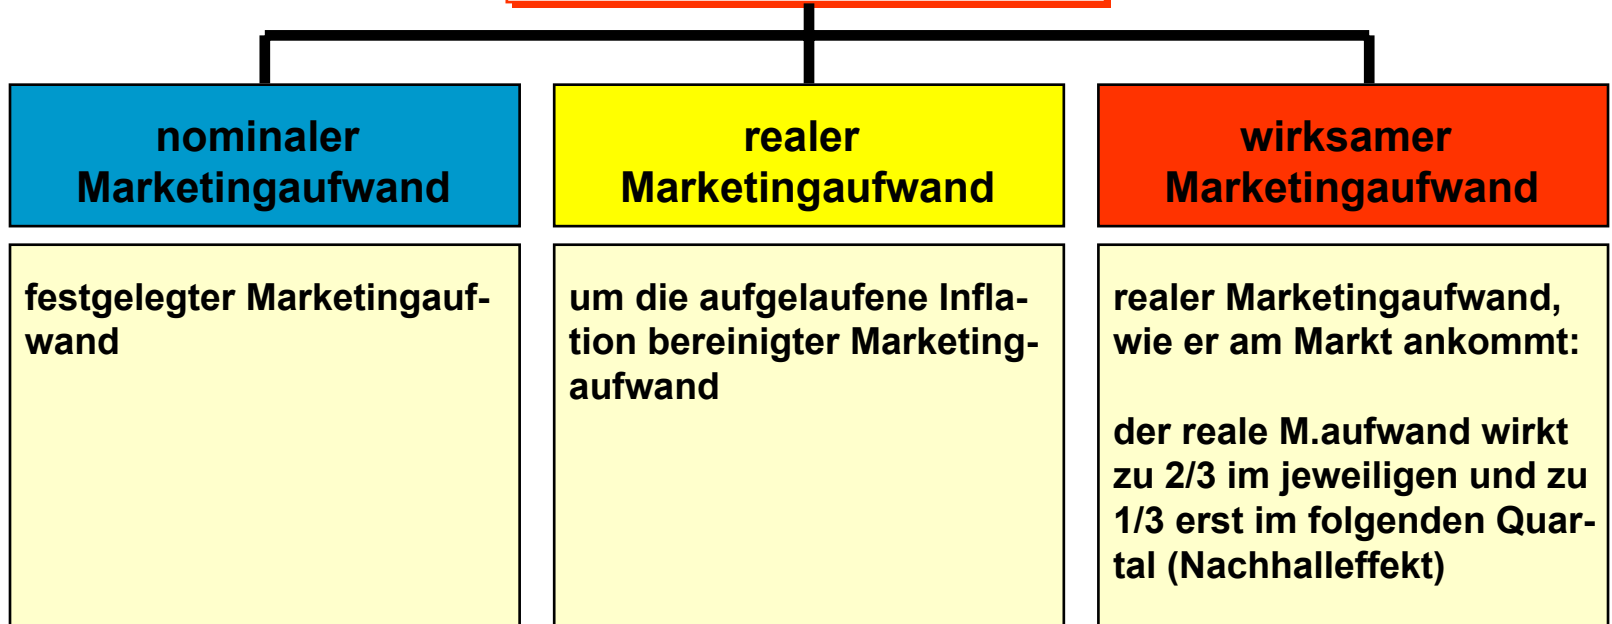 nominaler
Marketingaufwand
realer
Marketingaufwand
wirksamer
Marketingaufwand
festgelegter Marketingauf-
wand
um die aufgelaufene Infla-
tion bereinigter Marketing-
aufwand
realer Marketingaufwand,
wie er am Markt ankommt:
der reale M.aufwand wirkt
zu 2/3 im jeweiligen und zu
1/3 erst im folgenden Quar-
tal (Nachhalleffekt)